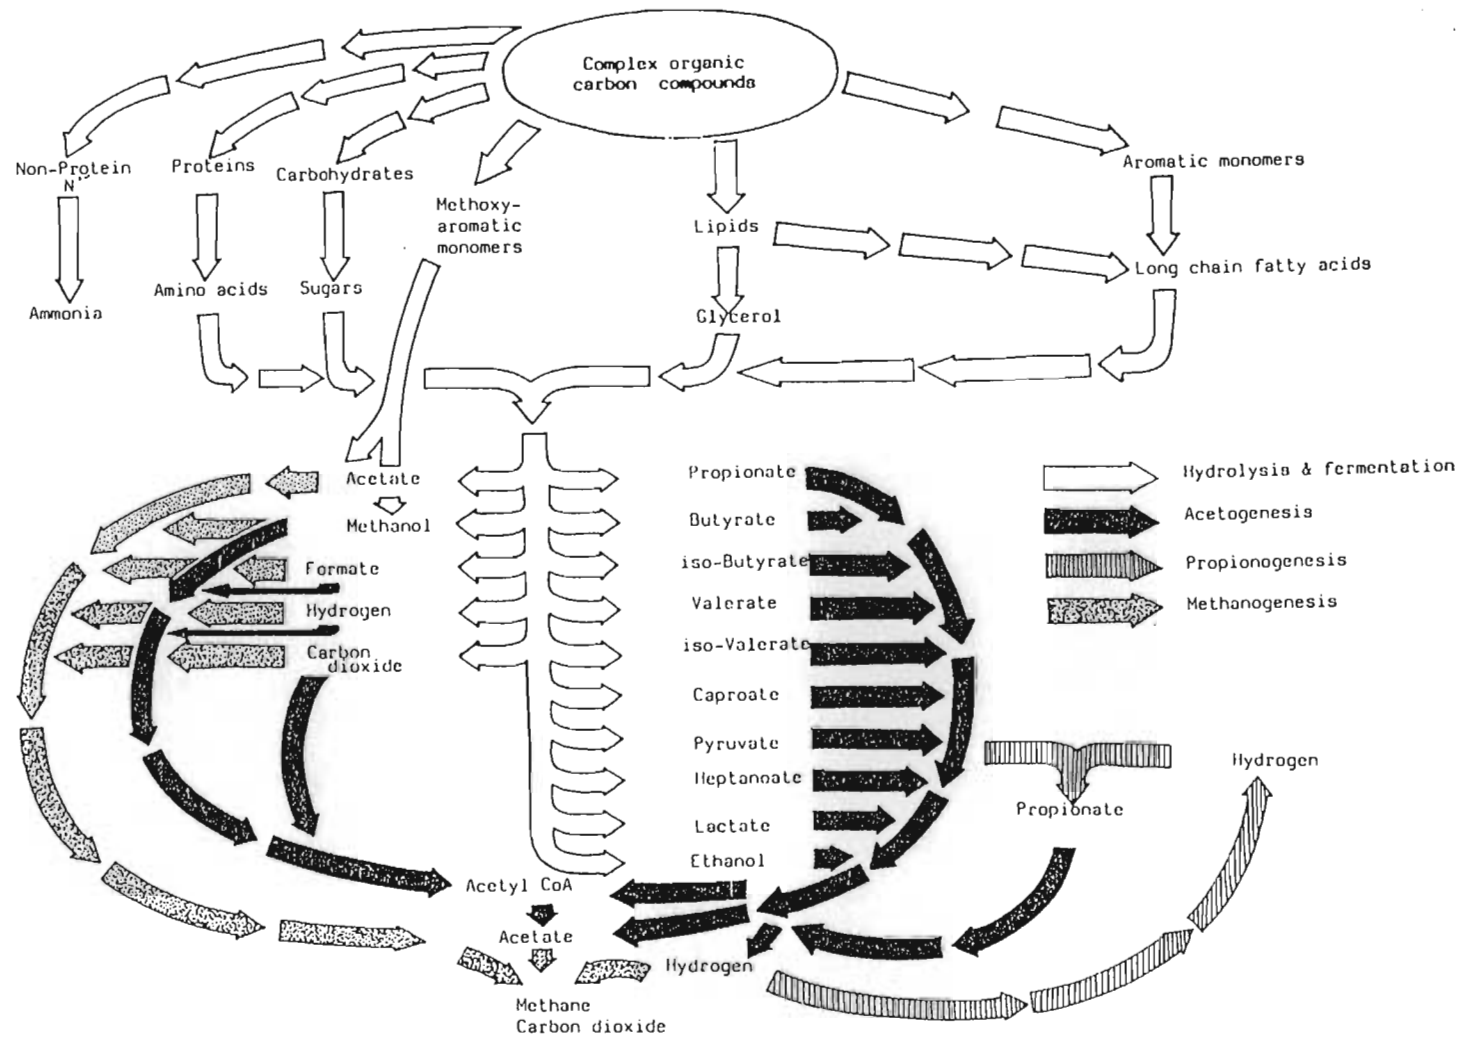 Complex organic
carbon compounds
Non-Protein
N
Proteins
Carbohydrates
Methoxy-
aromatic
monomers
Lipids
Aromatic monomers
Long chain fatty acids
Ammonia
Amino acids
Sugars
Glycerol
Acetate
Methanol
Formate
Hydrogen
Carbon
dioxide
Propionate
Butyrate
iso-Butyrate
Valerate
iso-Valerate
Caproate
Pyruvate
Heptanoate
Lactate
Ethanol
Hydrolysis & fermentation
Acetogenesis
Propionogenesis
Methanogenesis
Hydrogen
Propionate
Acetyl CoA
Acetate
Hydrogen
Methane
Carbon dioxide